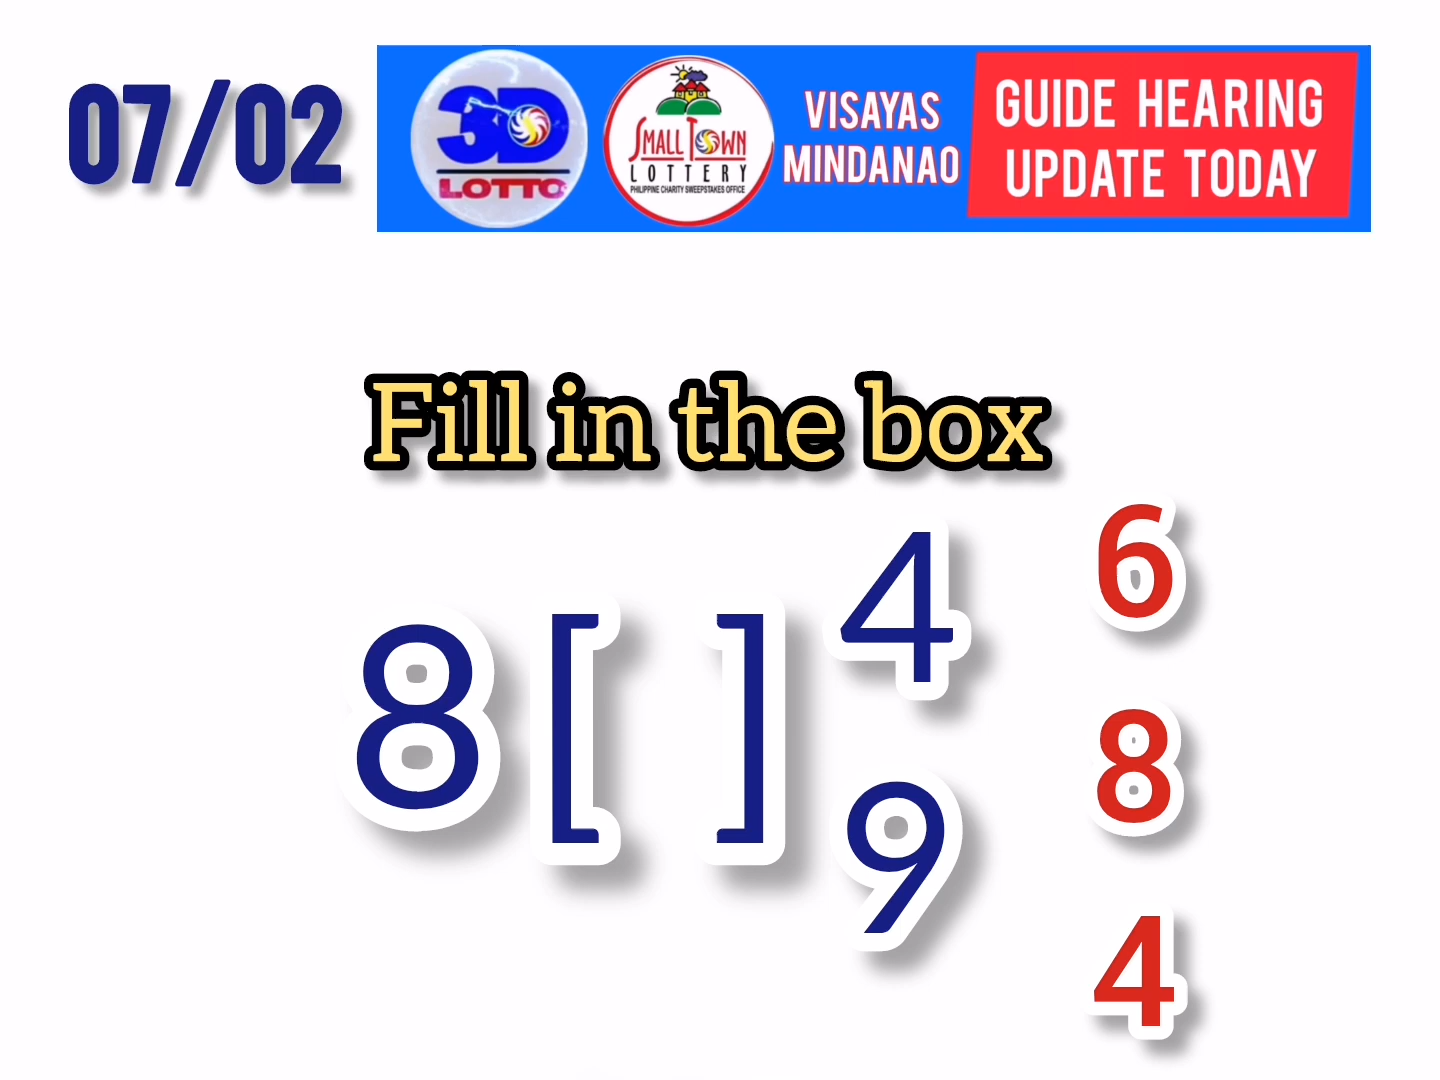 07/02
3D
LOTTO
SMALL TOWN
LOTTERY
PHILIPPINE CHARITY SWEEPSTAKES OFFICE
VISAYAS
MINDANAO
GUIDE HEARING
UPDATE TODAY
Fill in the box
8 [ ] 4
9
6
8
4